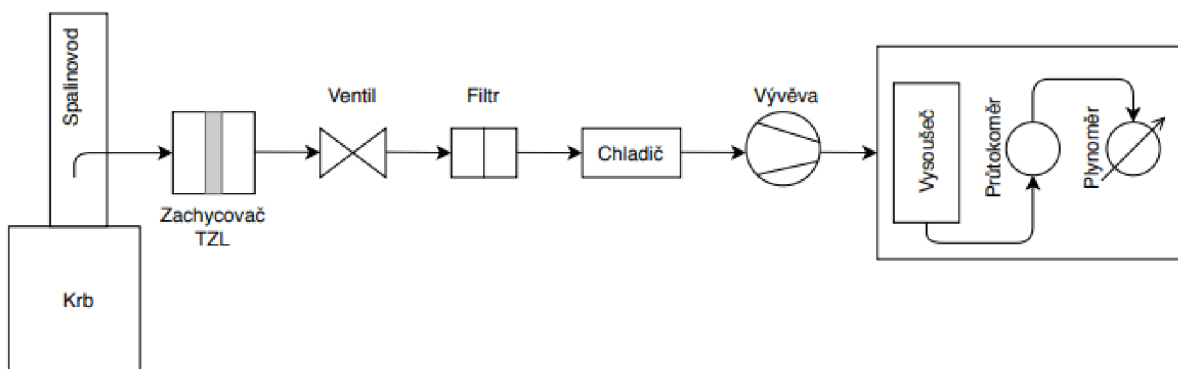 Spalinovod
Krb
Zachycovač
TZL
Ventil
Filtr
Chladič
Vývěva
Vysoušeč
Průtokoměr
Plynoměr